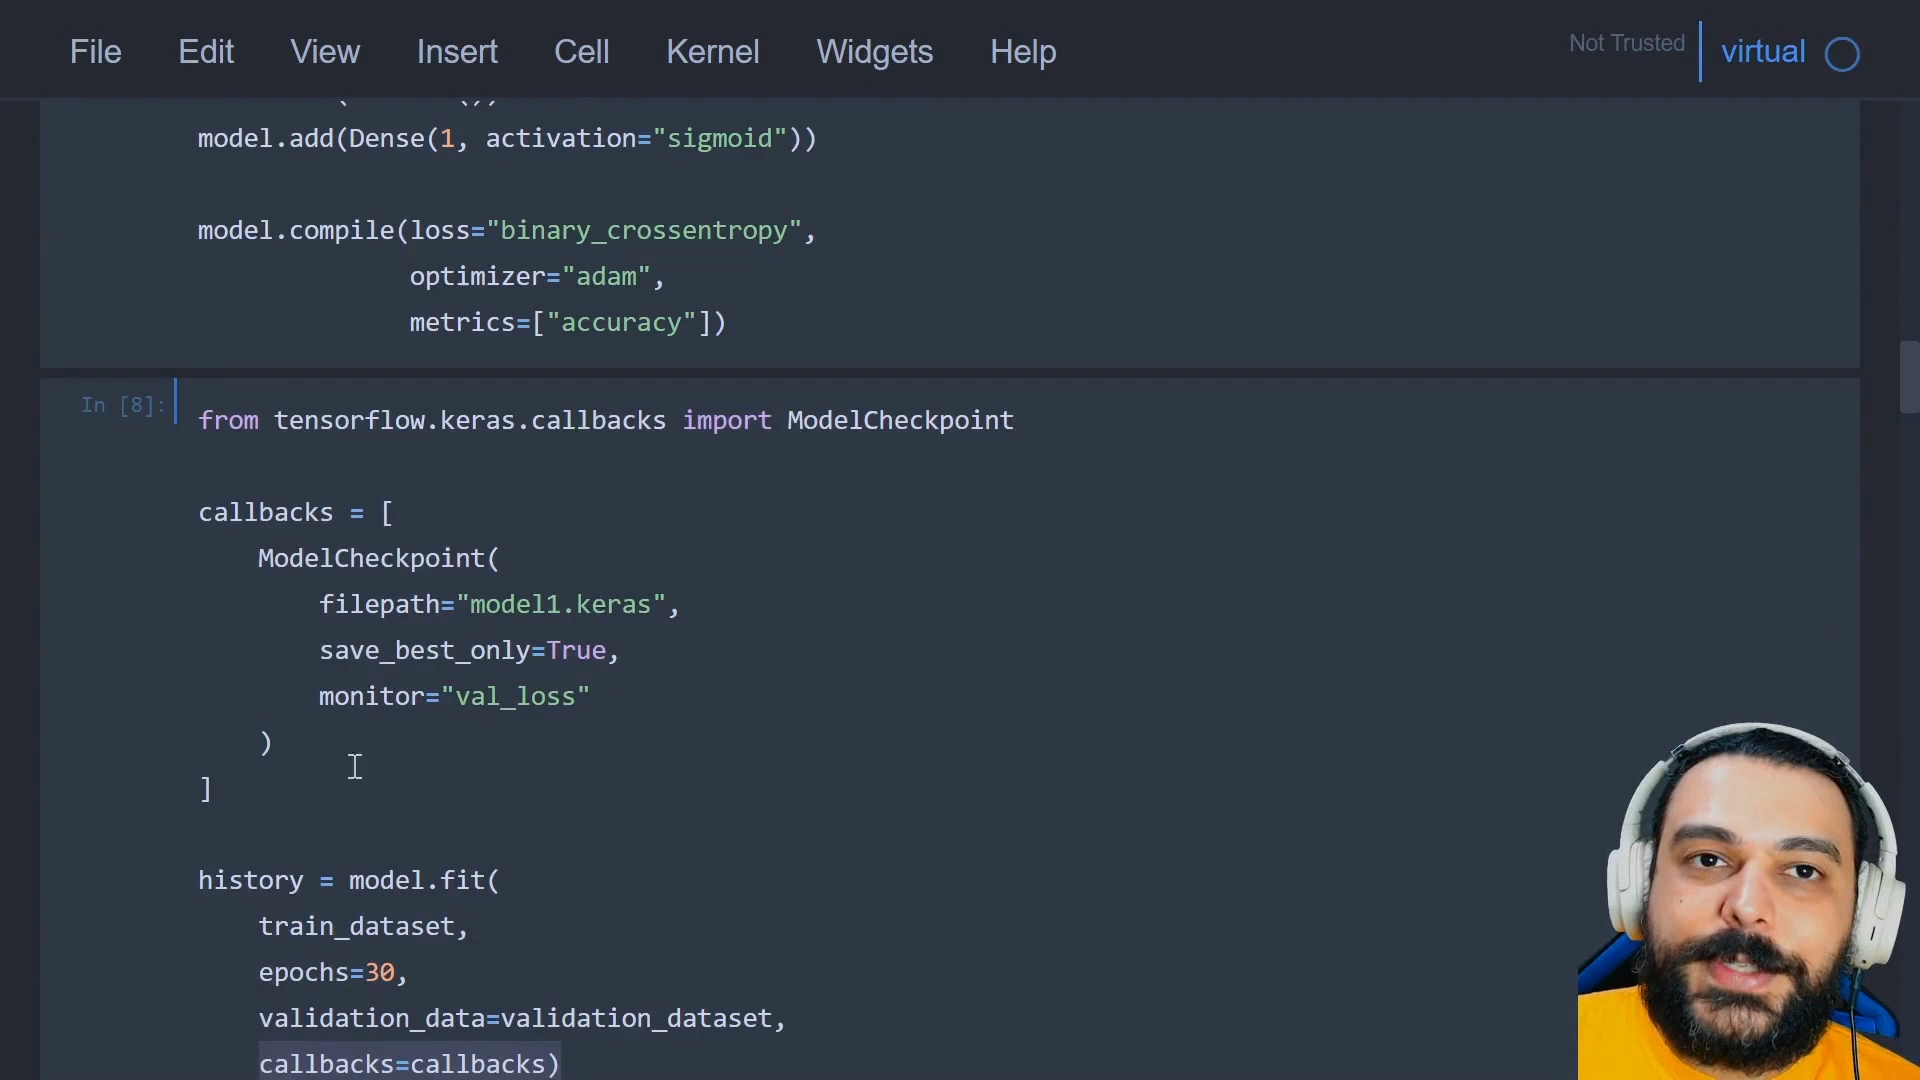 File Edit View Insert Cell Kernel Widgets Help Not Trusted virtual
model.add(Dense(1, activation="sigmoid"))
model.compile(loss="binary_crossentropy",
optimizer="adam",
metrics=["accuracy"])
In [8]:
from tensorflow.keras.callbacks import ModelCheckpoint
callbacks = [
ModelCheckpoint(
filepath="model1.keras",
save_best_only=True,
monitor="val_loss"
)
]
history = model.fit(
train_dataset,
epochs=30,
validation_data=validation_dataset,
callbacks=callbacks)